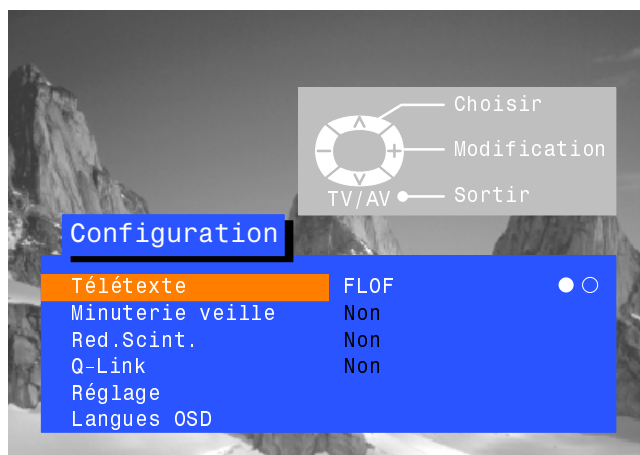 Choisir
Modification
TV/AV Sortir
Configuration
Télétexte FLOF
Minuterie veille Non
Red.Scint. Non
Q-Link Non
Réglage
Langues OSD